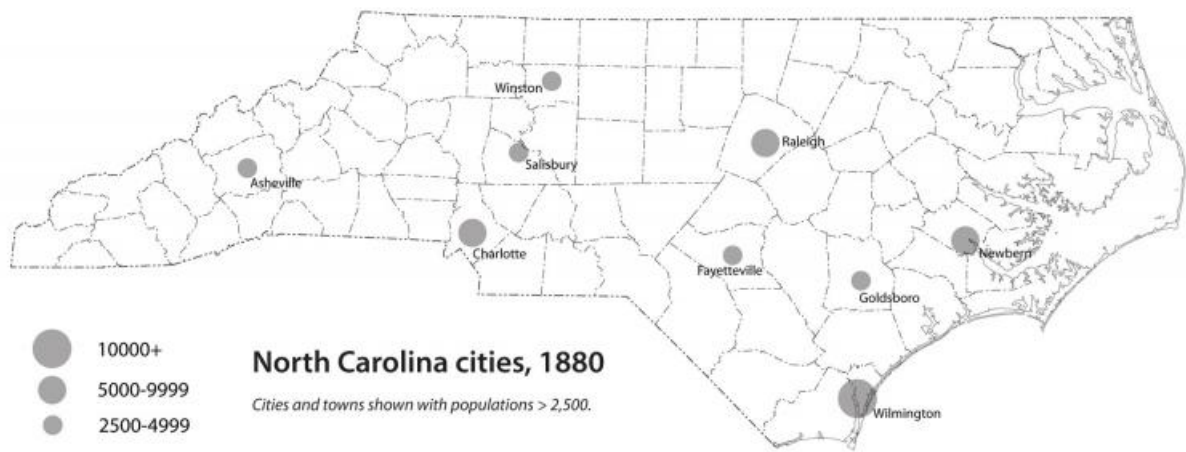 Winston
Raleigh
Salisbury
Asheville
Charlotte
Newbern
Fayetteville
Goldsboro
10000+
5000-9999
2500-4999
North Carolina cities, 1880
Cities and towns shown with populations > 2,500.
Wilmington